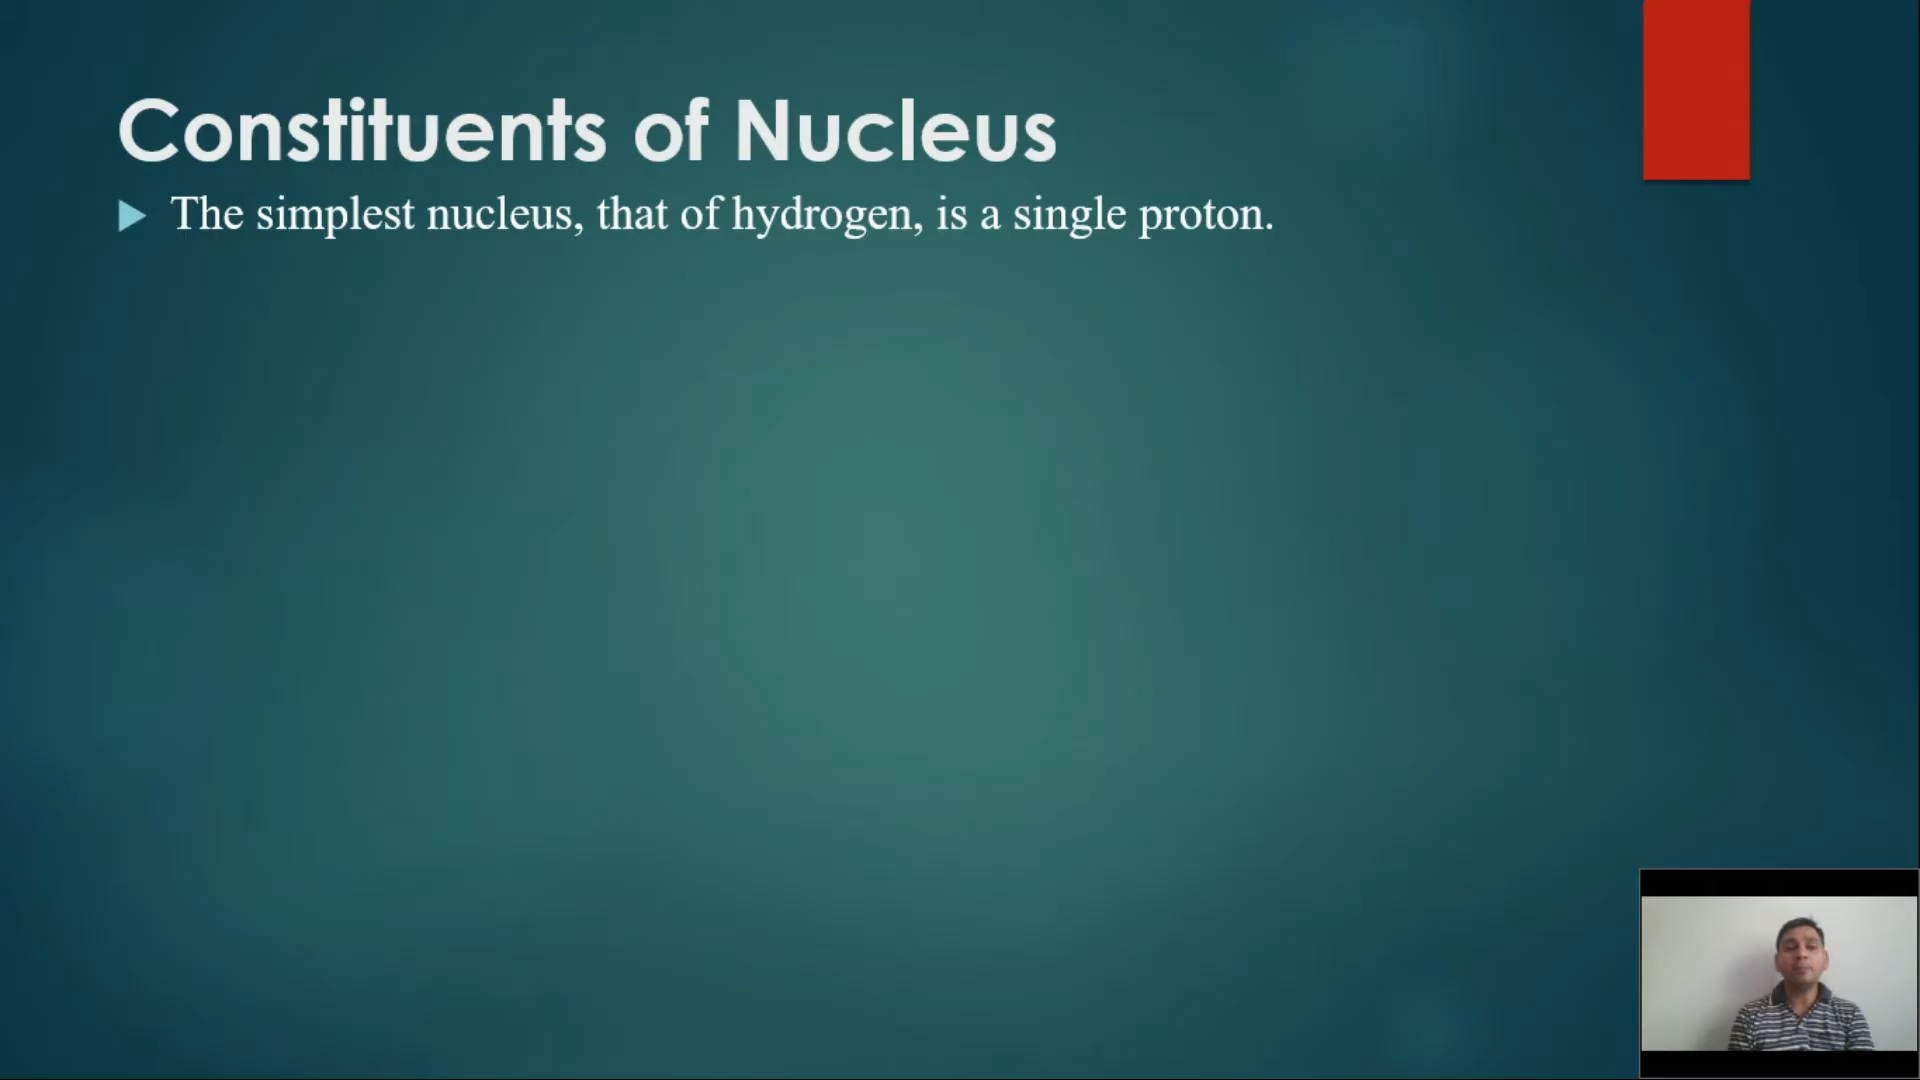 Constituents of Nucleus
The simplest nucleus, that of hydrogen, is a single proton.